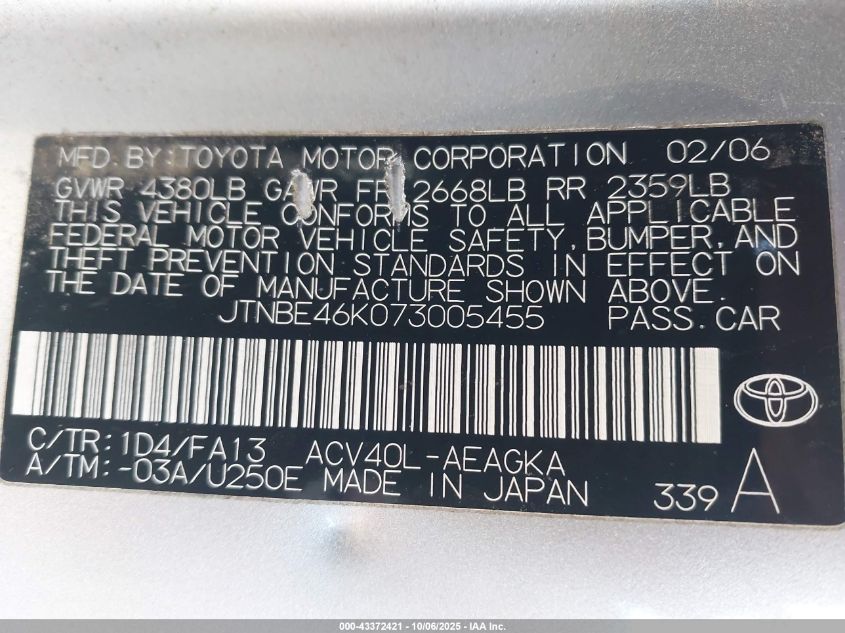 MFD. BY: TOYOTA MOTOR CORPORATION 02/06
GVWR 4380LB GAWR FR 2668LB RR 2359LB
THIS VEHICLE CONFORMS TO ALL APPLICABLE
FEDERAL MOTOR VEHICLE SAFETY, BUMPER, AND
THEFT PREVENTION STANDARDS IN EFFECT ON
THE DATE OF MANUFACTURE SHOWN ABOVE.
JTNBE46K073005455 PASS. CAR
C/TR: 1D4/FA13 ACV40L-AEAGKA
A/TM: -03A/U250E MADE IN JAPAN 339 A
000-43372421 - 10/06/2025 - IAA Inc.